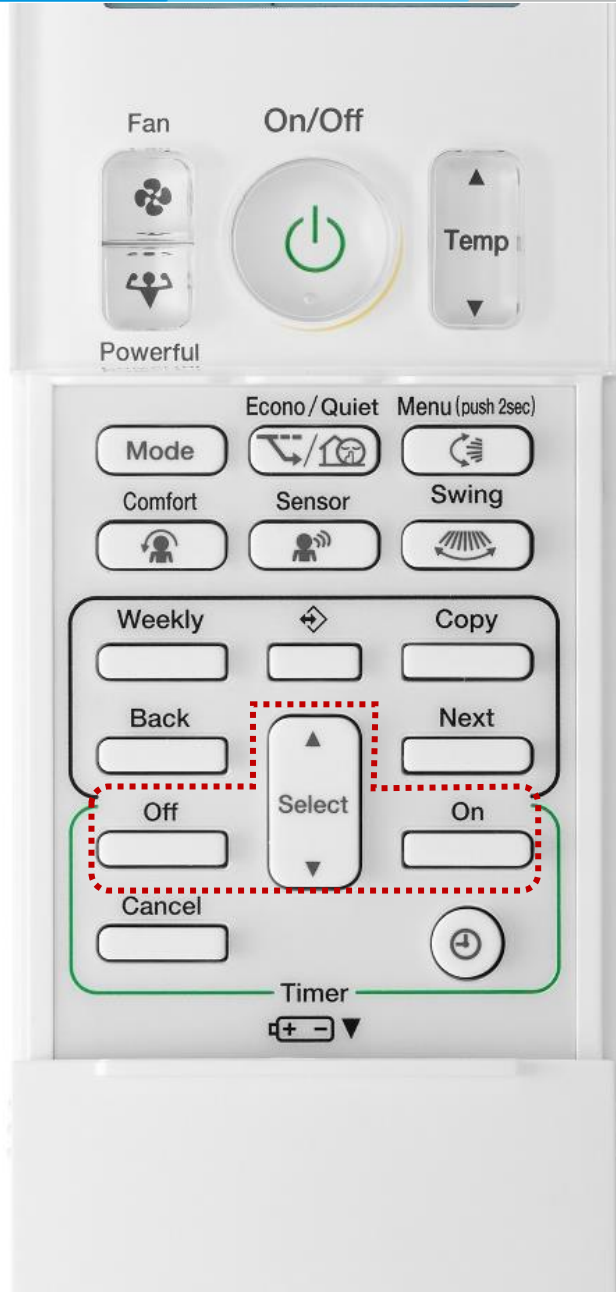 Fan On/Off
Temp
Powerful
Econo/Quiet Menu (push 2sec)
Mode
Comfort Sensor Swing
Weekly Copy
Back Next
Select
Off On
Cancel
Timer
+ −